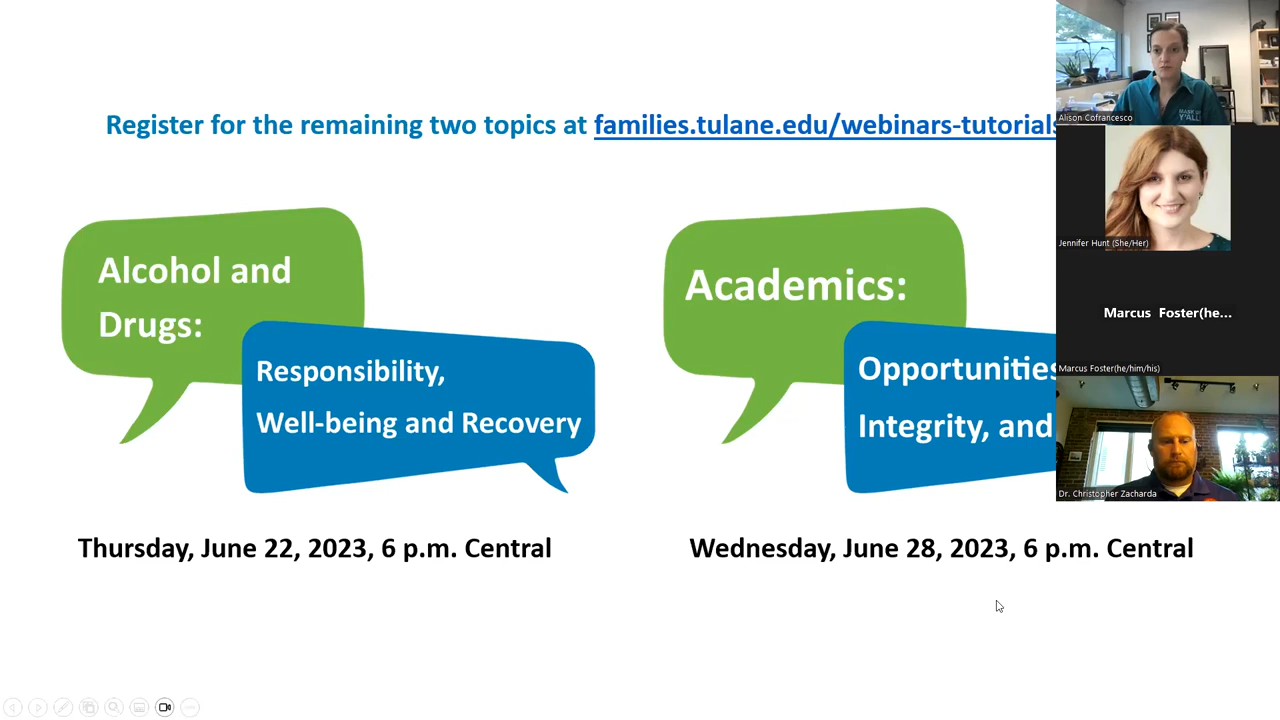 Register for the remaining two topics at families.tulane.edu/webinars-tutorials
Alcohol and
Drugs:
Responsibility,
Well-being and Recovery
Thursday, June 22, 2023, 6 p.m. Central
Academics:
Opportunities
Integrity, and
Wednesday, June 28, 2023, 6 p.m. Central
Y'ALL
Alison Cofrancesco
Jennifer Hunt (She/Her)
Marcus Foster(he...
Marcus Foster(he/him/his)
Dr. Christopher Zacharda